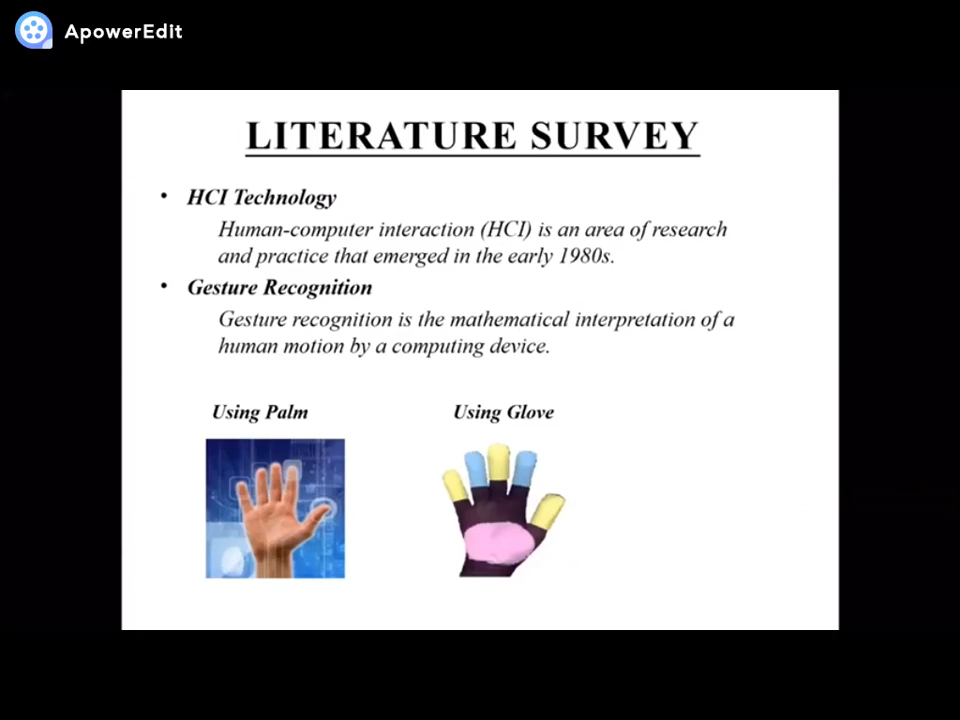 ApowerEdit
LITERATURE SURVEY
• HCI Technology
Human-computer interaction (HCI) is an area of research
and practice that emerged in the early 1980s.
• Gesture Recognition
Gesture recognition is the mathematical interpretation of a
human motion by a computing device.
Using Palm
Using Glove